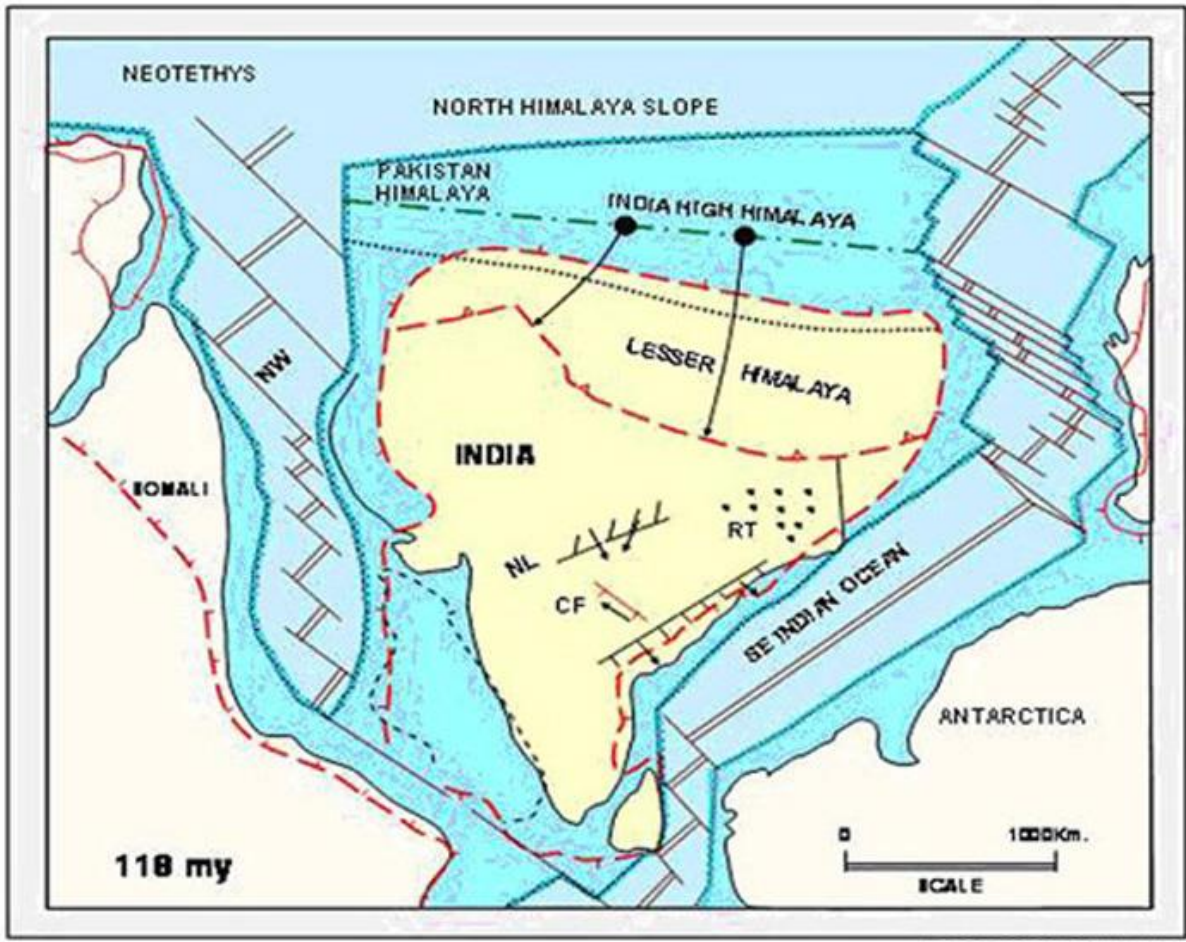 NEOTETHYS
NORTH HIMALAYA SLOPE
PAKISTAN
HIMALAYA
INDIA HIGH HIMALAYA
LESSER HIMALAYA
NW
INDIA
SOMALI
RT
NL
CF
SE INDIAN OCEAN
ANTARCTICA
0 1000Km.
SCALE
118 my